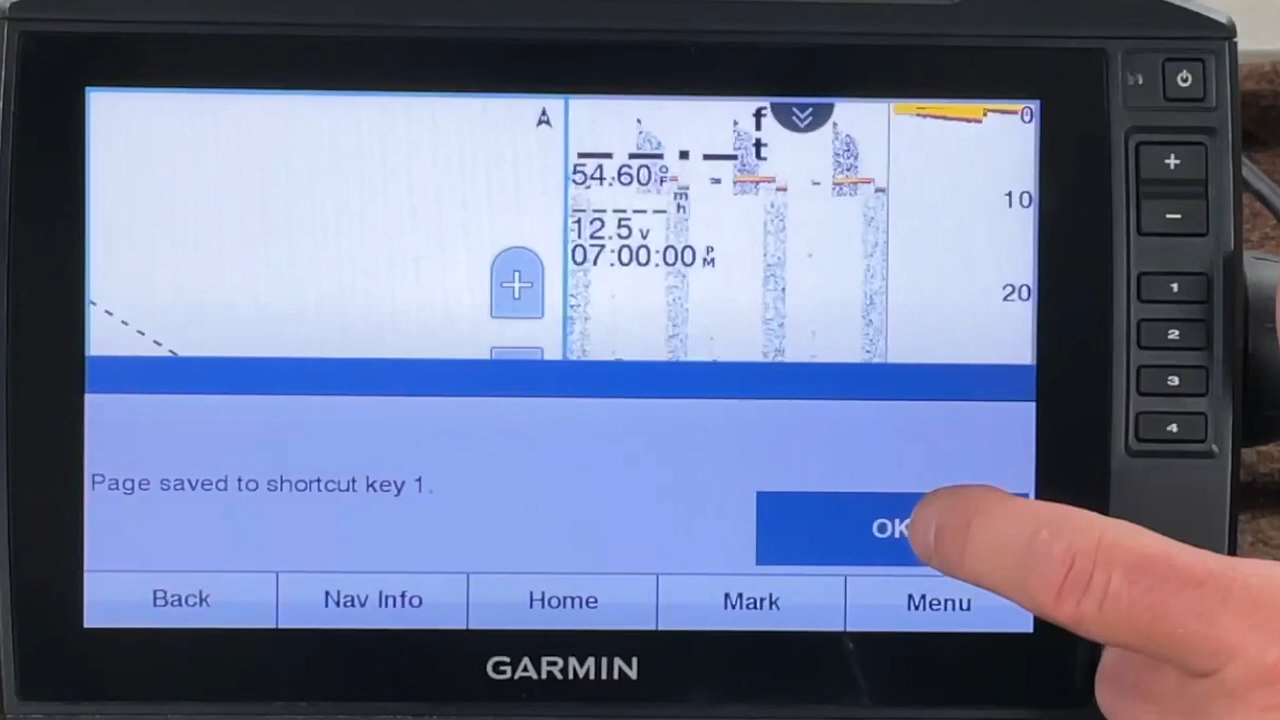 N
f
t
0
--.-
54.60 °F
10
mh
12.5 V
07:00:00 PM
20
+
+
−
1
2
3
4
Page saved to shortcut key 1.
OK
Back
Nav Info
Home
Mark
Menu
GARMIN